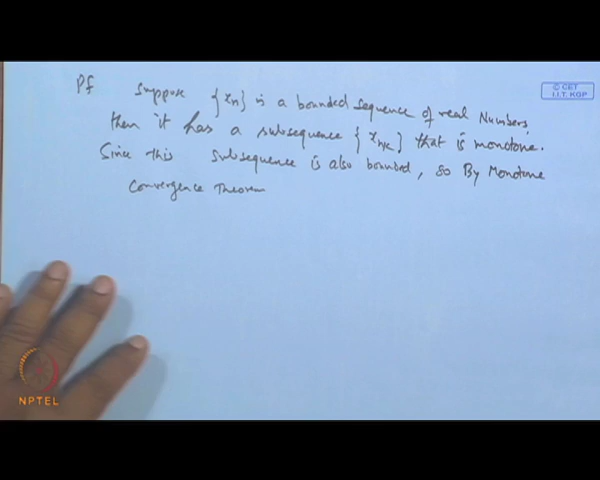 Pf Suppose {xn} is a bounded sequence of real Numbers,
© CET
I.I.T. KGP
then it has a subsequence {xnk} that is monotone.
Since this subsequence is also bounded, so By Monotone
Convergence Theorem
NPTEL